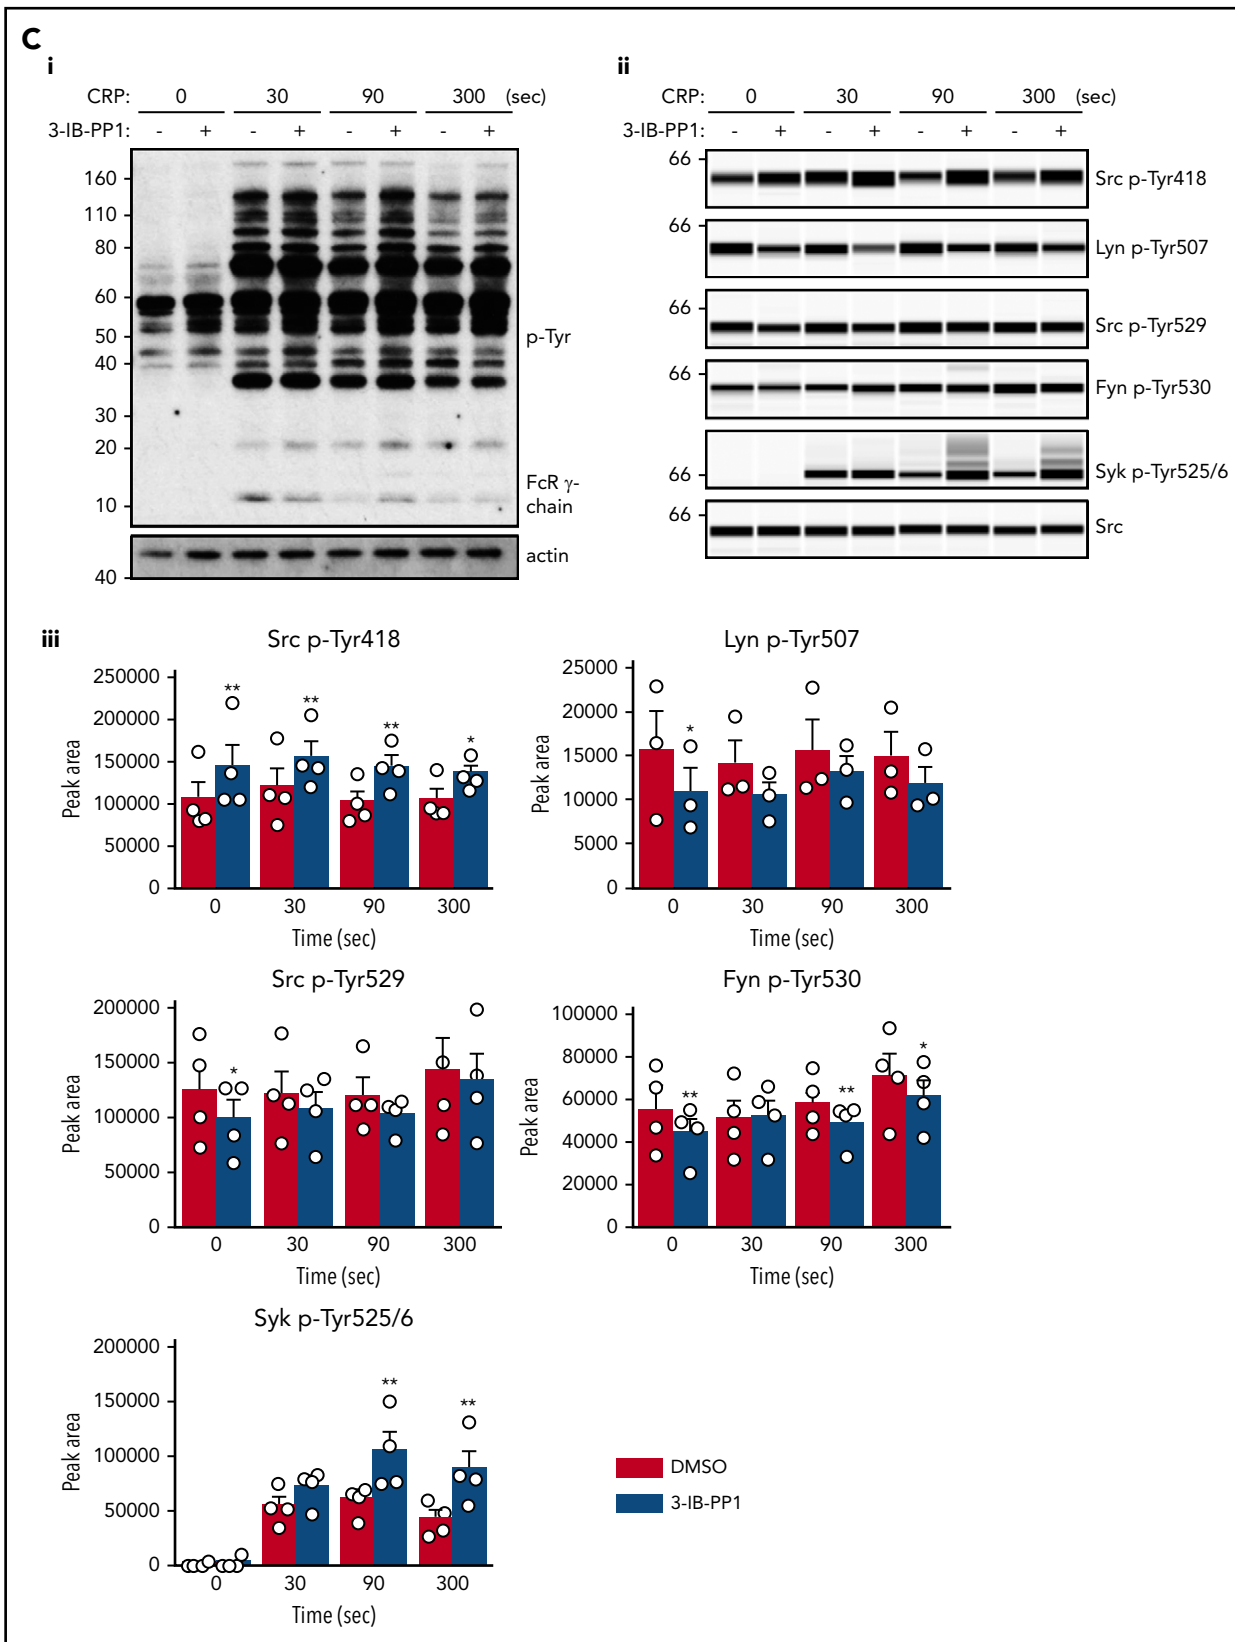 C
i
CRP: 0 30 90 300 (sec)
3-IB-PP1: - + - + - + - +
160
110
80
60
50
40
30
20
10
p-Tyr
FcR γ-
chain
actin
40
ii
CRP: 0 30 90 300 (sec)
3-IB-PP1: - + - + - + - +
66
Src p-Tyr418
66
Lyn p-Tyr507
66
Src p-Tyr529
66
Fyn p-Tyr530
66
Syk p-Tyr525/6
66
Src
iii
Src p-Tyr418
Peak area
250000
200000
150000
100000
50000
0
** ** ** *
0 30 90 300
Time (sec)
Lyn p-Tyr507
Peak area
25000
20000
15000
10000
5000
0
*
0 30 90 300
Time (sec)
Src p-Tyr529
Peak area
200000
150000
100000
50000
0
*
0 30 90 300
Time (sec)
Fyn p-Tyr530
Peak area
100000
80000
60000
40000
20000
0
** ** *
0 30 90 300
Time (sec)
Syk p-Tyr525/6
Peak area
200000
150000
100000
50000
0
** **
0 30 90 300
Time (sec)
DMSO
3-IB-PP1